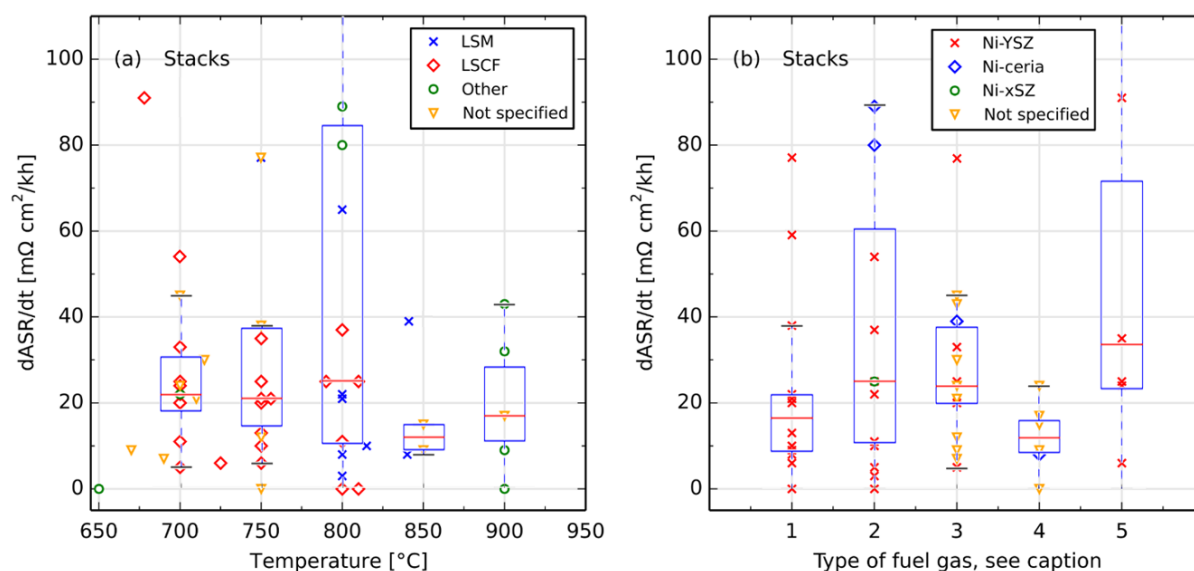 (a) Stacks
LSM
LSCF
Other
Not specified
dASR/dt [mΩ cm²/kh]
100
80
60
40
20
0
650 700 750 800 850 900 950
Temperature [°C]
(b) Stacks
Ni-YSZ
Ni-ceria
Ni-xSZ
Not specified
dASR/dt [mΩ cm²/kh]
100
80
60
40
20
0
1 2 3 4 5
Type of fuel gas, see caption